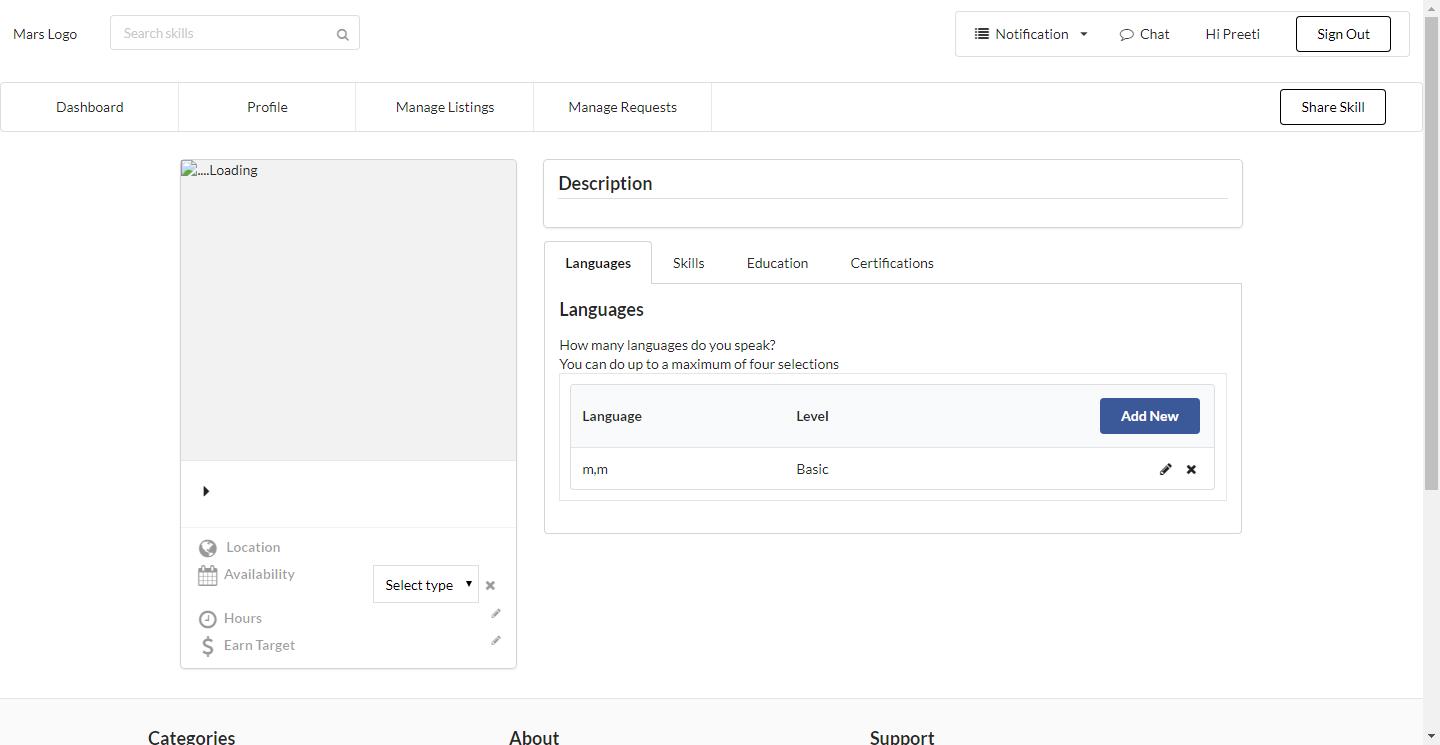 Mars Logo
Search skills
Notification
Chat
Hi Preeti
Sign Out
Dashboard
Profile
Manage Listings
Manage Requests
Share Skill
....Loading
Location
Availability
Select type
Hours
Earn Target
Description
Languages
Skills
Education
Certifications
Languages
How many languages do you speak?
You can do up to a maximum of four selections
Language
Level
Add New
m,m
Basic
Categories
About
Support